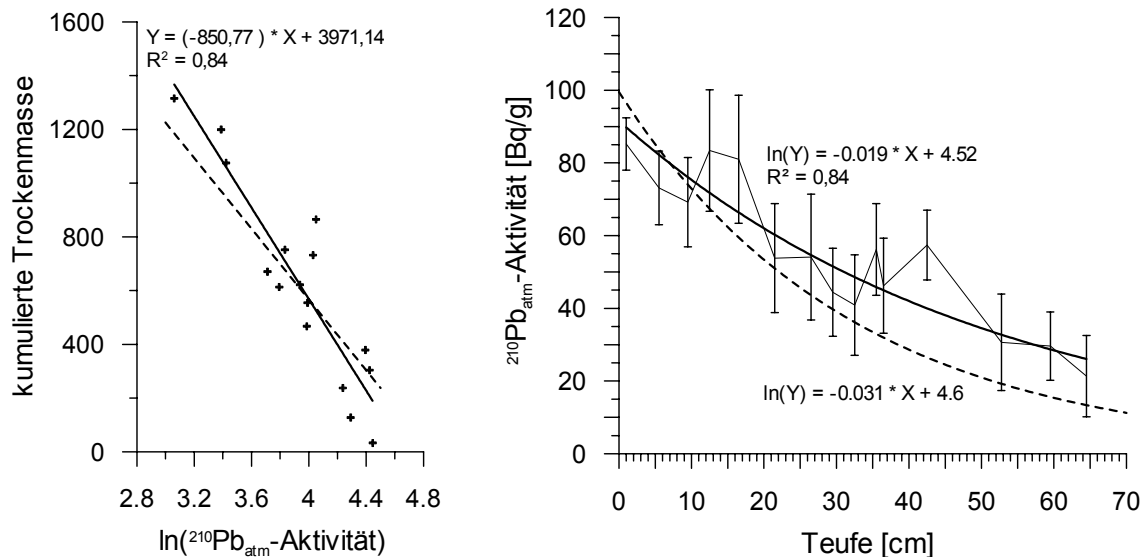 1600
1200
800
400
0
kumulierte Trockenmasse
Y = (-850,77 ) * X + 3971,14
R² = 0,84
2.8 3.2 3.6 4 4.4 4.8
ln(²¹⁰Pbatm-Aktivität)
120
100
80
60
40
20
0
²¹⁰Pbatm-Aktivität [Bq/g]
ln(Y) = -0.019 * X + 4.52
R² = 0,84
ln(Y) = -0.031 * X + 4.6
0 10 20 30 40 50 60 70
Teufe [cm]